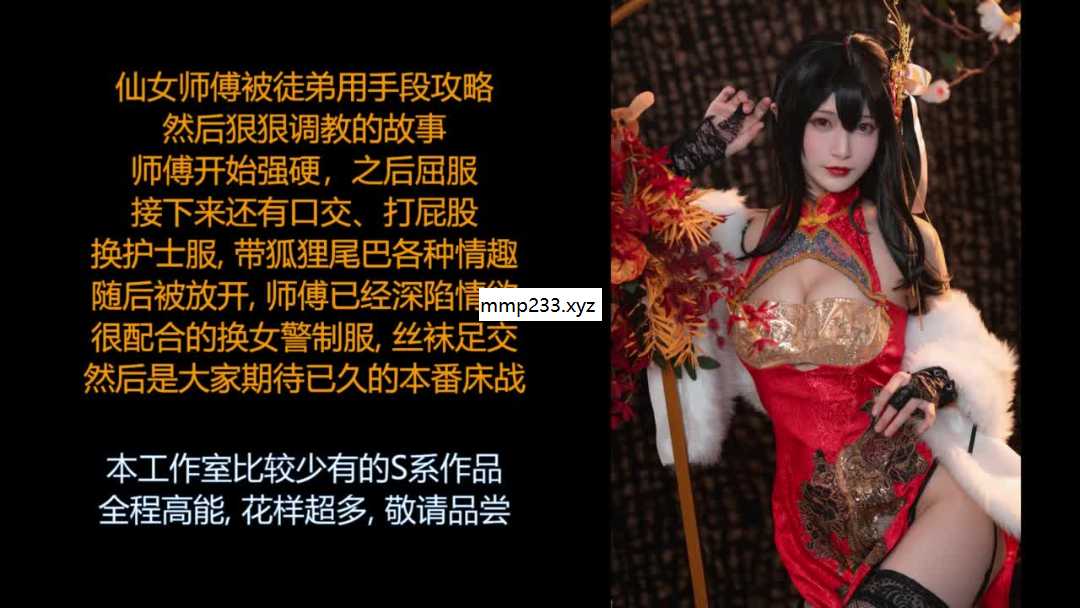 仙女师傅被徒弟用手段攻略
然后狠狠调教的故事
师傅开始强硬，之后屈服
接下来还有口交、打屁股
换护士服, 带狐狸尾巴各种情趣
随后被放开, 师傅已经深陷情
mmp233.xyz
很配合的换女警制服, 丝袜足交
然后是大家期待已久的本番床战
本工作室比较少有的S系作品
全程高能, 花样超多, 敬请品尝